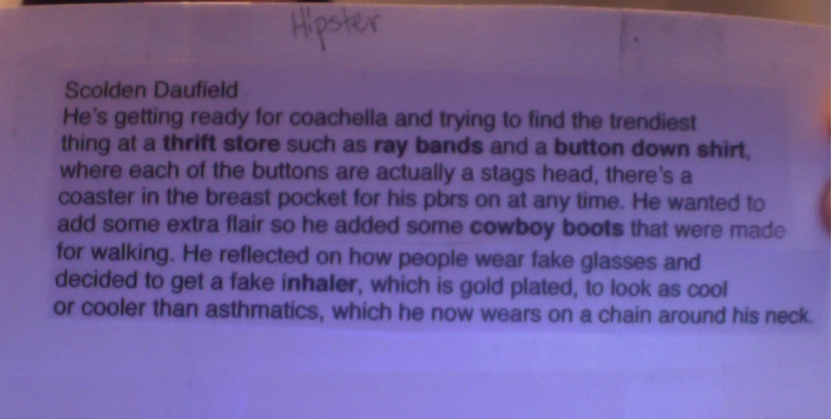 Hipster
Scolden Daufield
He's getting ready for coachella and trying to find the trendiest
thing at a thrift store such as ray bands and a button down shirt,
where each of the buttons are actually a stags head, there's a
coaster in the breast pocket for his pbrs on at any time. He wanted to
add some extra flair so he added some cowboy boots that were made
for walking. He reflected on how people wear fake glasses and
decided to get a fake inhaler, which is gold plated, to look as cool
or cooler than asthmatics, which he now wears on a chain around his neck.